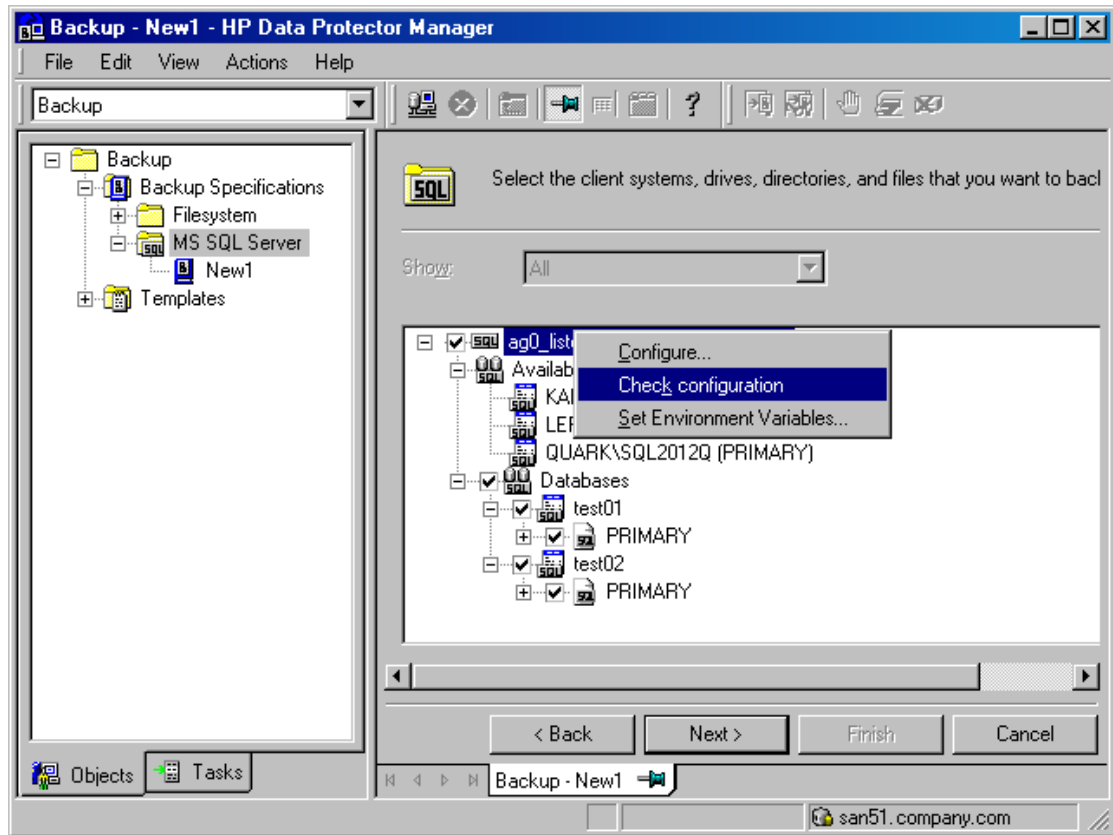 Backup - New1 - HP Data Protector Manager
File Edit View Actions Help
Backup
Backup
Backup Specifications
Filesystem
MS SQL Server
New1
Templates
Objects Tasks
SQL Select the client systems, drives, directories, and files that you want to bacl
Show: All
ag0_list
Availab
QUARK\SQL2012Q (PRIMARY)
Databases
test01
PRIMARY
test02
PRIMARY
Configure...
Check configuration
Set Environment Variables...
< Back Next > Finish Cancel
Backup - New1
san51.company.com